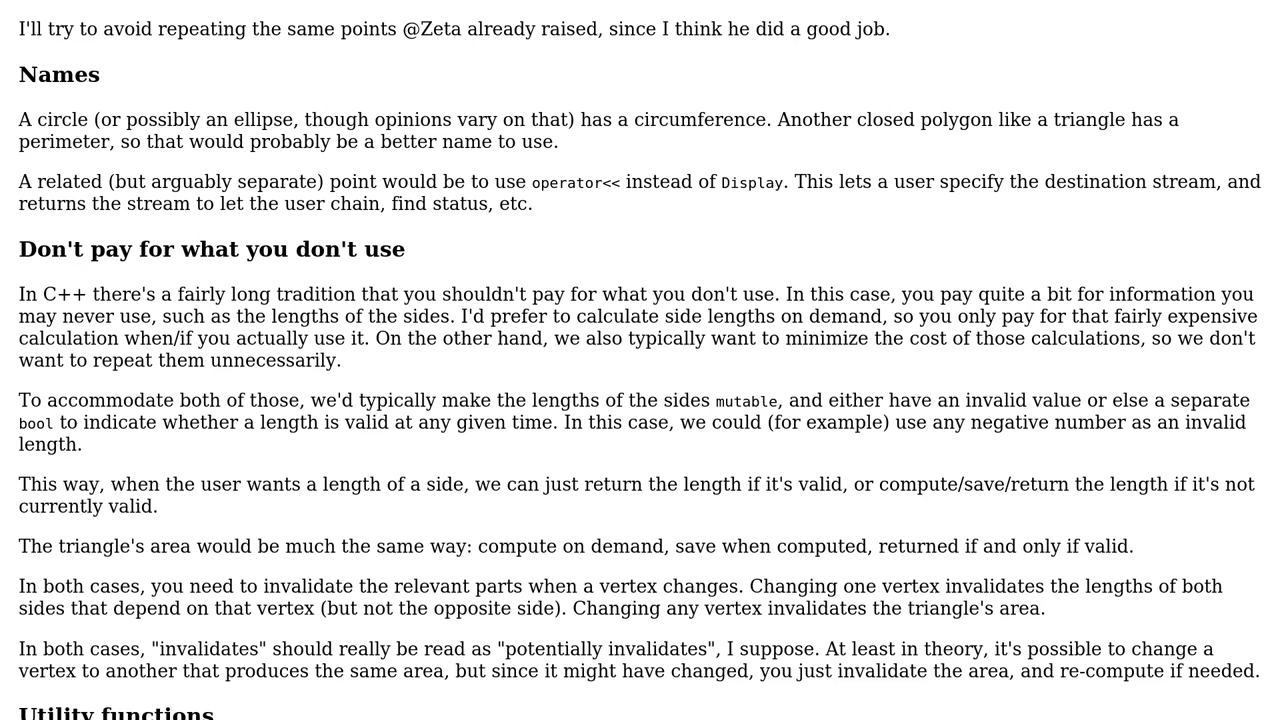 I'll try to avoid repeating the same points @Zeta already raised, since I think he did a good job.
Names
A circle (or possibly an ellipse, though opinions vary on that) has a circumference. Another closed polygon like a triangle has a
perimeter, so that would probably be a better name to use.
A related (but arguably separate) point would be to use operator<< instead of Display. This lets a user specify the destination stream, and
returns the stream to let the user chain, find status, etc.
Don't pay for what you don't use
In C++ there's a fairly long tradition that you shouldn't pay for what you don't use. In this case, you pay quite a bit for information you
may never use, such as the lengths of the sides. I'd prefer to calculate side lengths on demand, so you only pay for that fairly expensive
calculation when/if you actually use it. On the other hand, we also typically want to minimize the cost of those calculations, so we don't
want to repeat them unnecessarily.
To accommodate both of those, we'd typically make the lengths of the sides mutable, and either have an invalid value or else a separate
bool to indicate whether a length is valid at any given time. In this case, we could (for example) use any negative number as an invalid
length.
This way, when the user wants a length of a side, we can just return the length if it's valid, or compute/save/return the length if it's not
currently valid.
The triangle's area would be much the same way: compute on demand, save when computed, returned if and only if valid.
In both cases, you need to invalidate the relevant parts when a vertex changes. Changing one vertex invalidates the lengths of both
sides that depend on that vertex (but not the opposite side). Changing any vertex invalidates the triangle's area.
In both cases, "invalidates" should really be read as "potentially invalidates", I suppose. At least in theory, it's possible to change a
vertex to another that produces the same area, but since it might have changed, you just invalidate the area, and re-compute if needed.
Utility functions